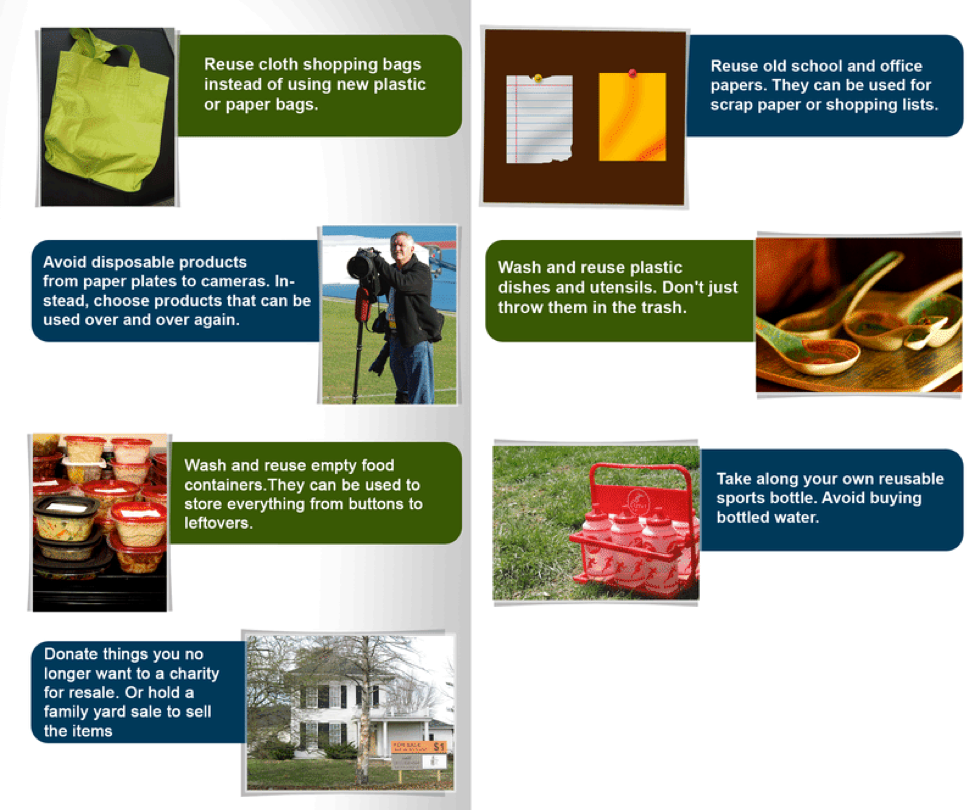 Reuse cloth shopping bags
instead of using new plastic
or paper bags.
Reuse old school and office
papers. They can be used for
scrap paper or shopping lists.
Avoid disposable products
from paper plates to cameras. In-
stead, choose products that can be
used over and over again.
Wash and reuse plastic
dishes and utensils. Don't just
throw them in the trash.
Wash and reuse empty food
containers.They can be used to
store everything from buttons to
leftovers.
Take along your own reusable
sports bottle. Avoid buying
bottled water.
Donate things you no
longer want to a charity
for resale. Or hold a
family yard sale to sell
the items
FOR SALE
$1